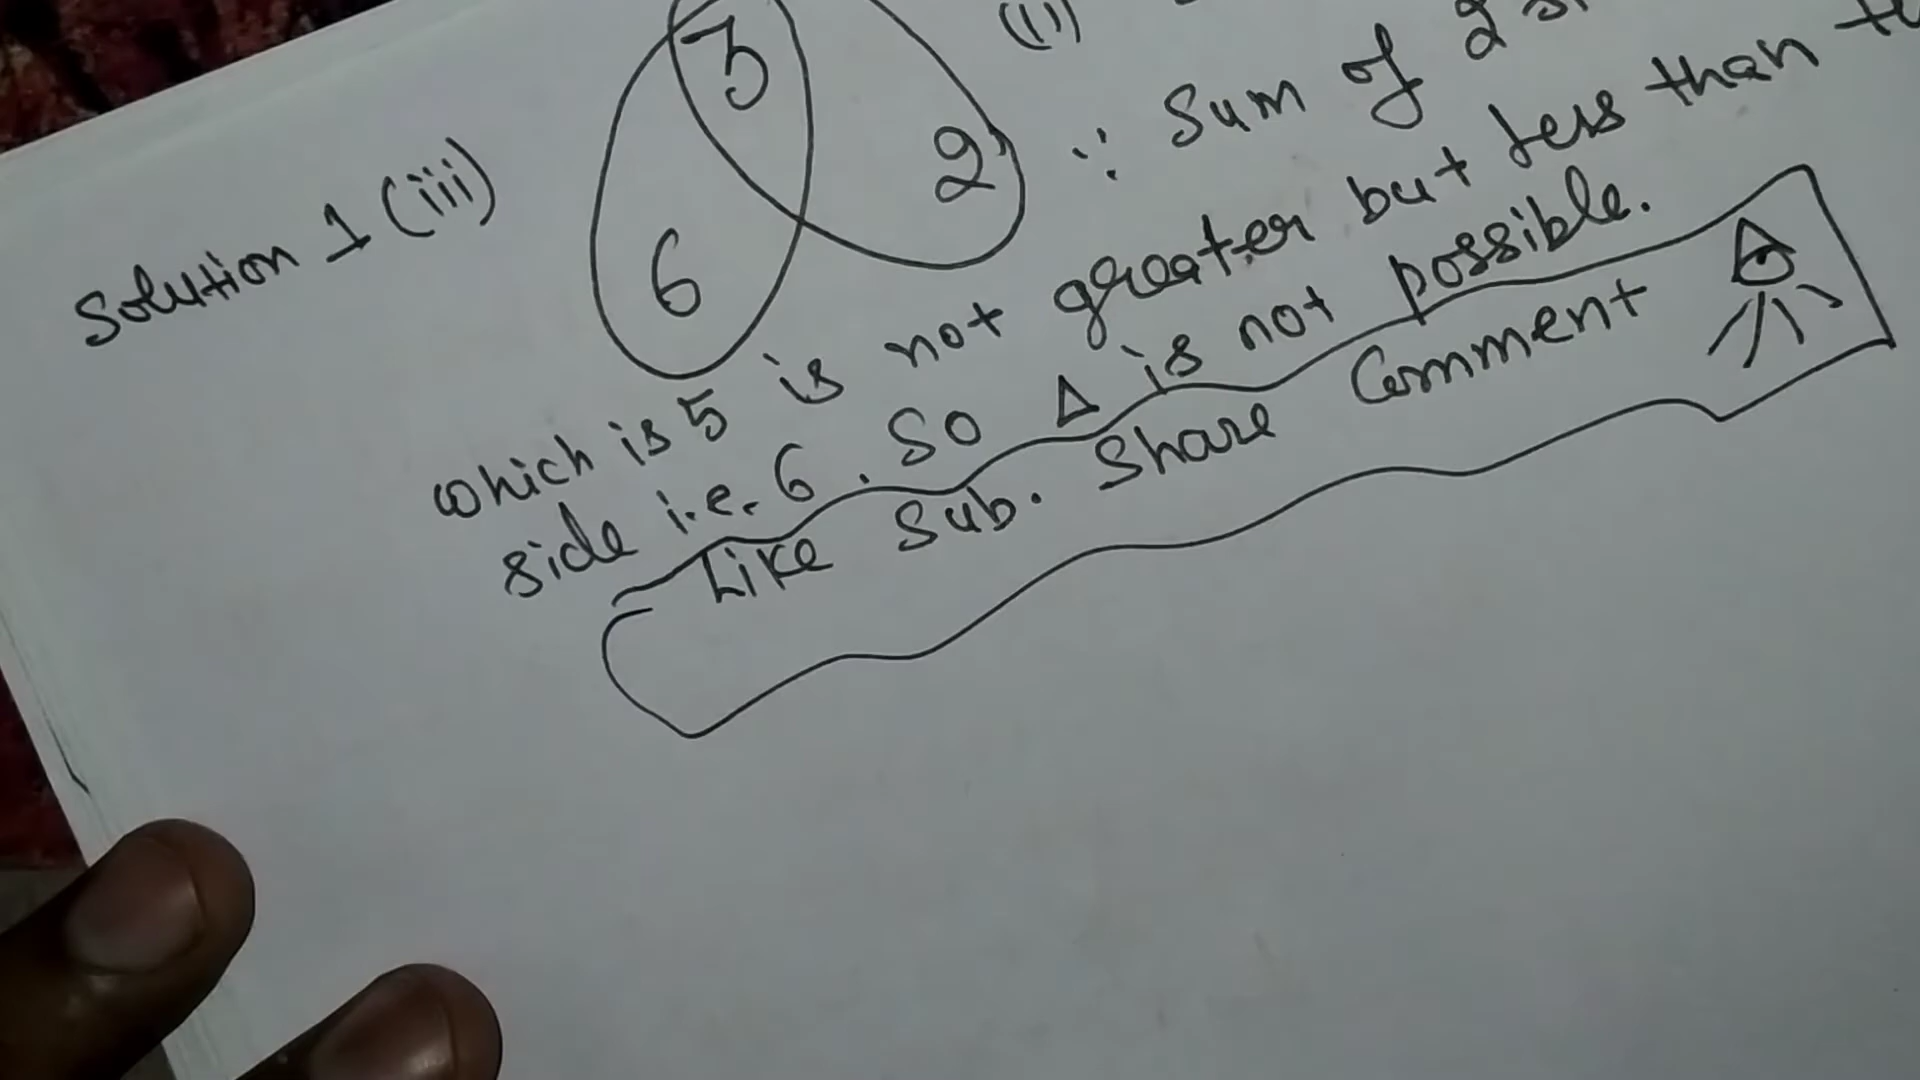 (ii)
Solution 1 (iii)
3
2
6
∵ Sum of 2
which is 5 is not greater but less than
side i.e. 6. So Δ is not possible.
Like Sub. Share Comment